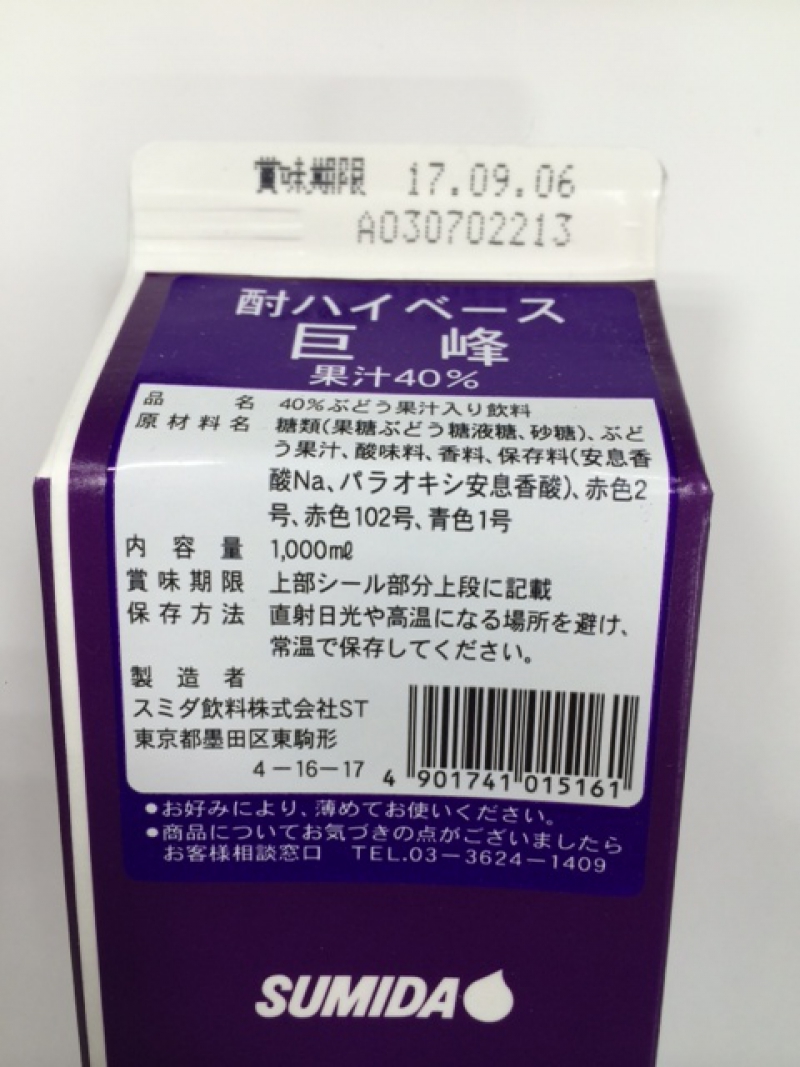 賞味期限 17.09.06
A030702213
酎ハイベース
巨峰
果汁40%
品名 40%ぶどう果汁入り飲料
原材料名 糖類(果糖ぶどう糖液糖、砂糖)、ぶど
う果汁、酸味料、香料、保存料(安息香
酸Na、パラオキシ安息香酸)、赤色2
号、赤色102号、青色1号
内容量 1,000㎖
賞味期限 上部シール部分上段に記載
保存方法 直射日光や高温になる場所を避け、
常温で保存してください。
製造者
スミダ飲料株式会社ST
東京都墨田区東駒形
4-16-17
4 901741 015161
●お好みにより、薄めてお使いください。
●商品についてお気づきの点がございましたら
お客様相談窓口 TEL.03-3624-1409
SUMIDA